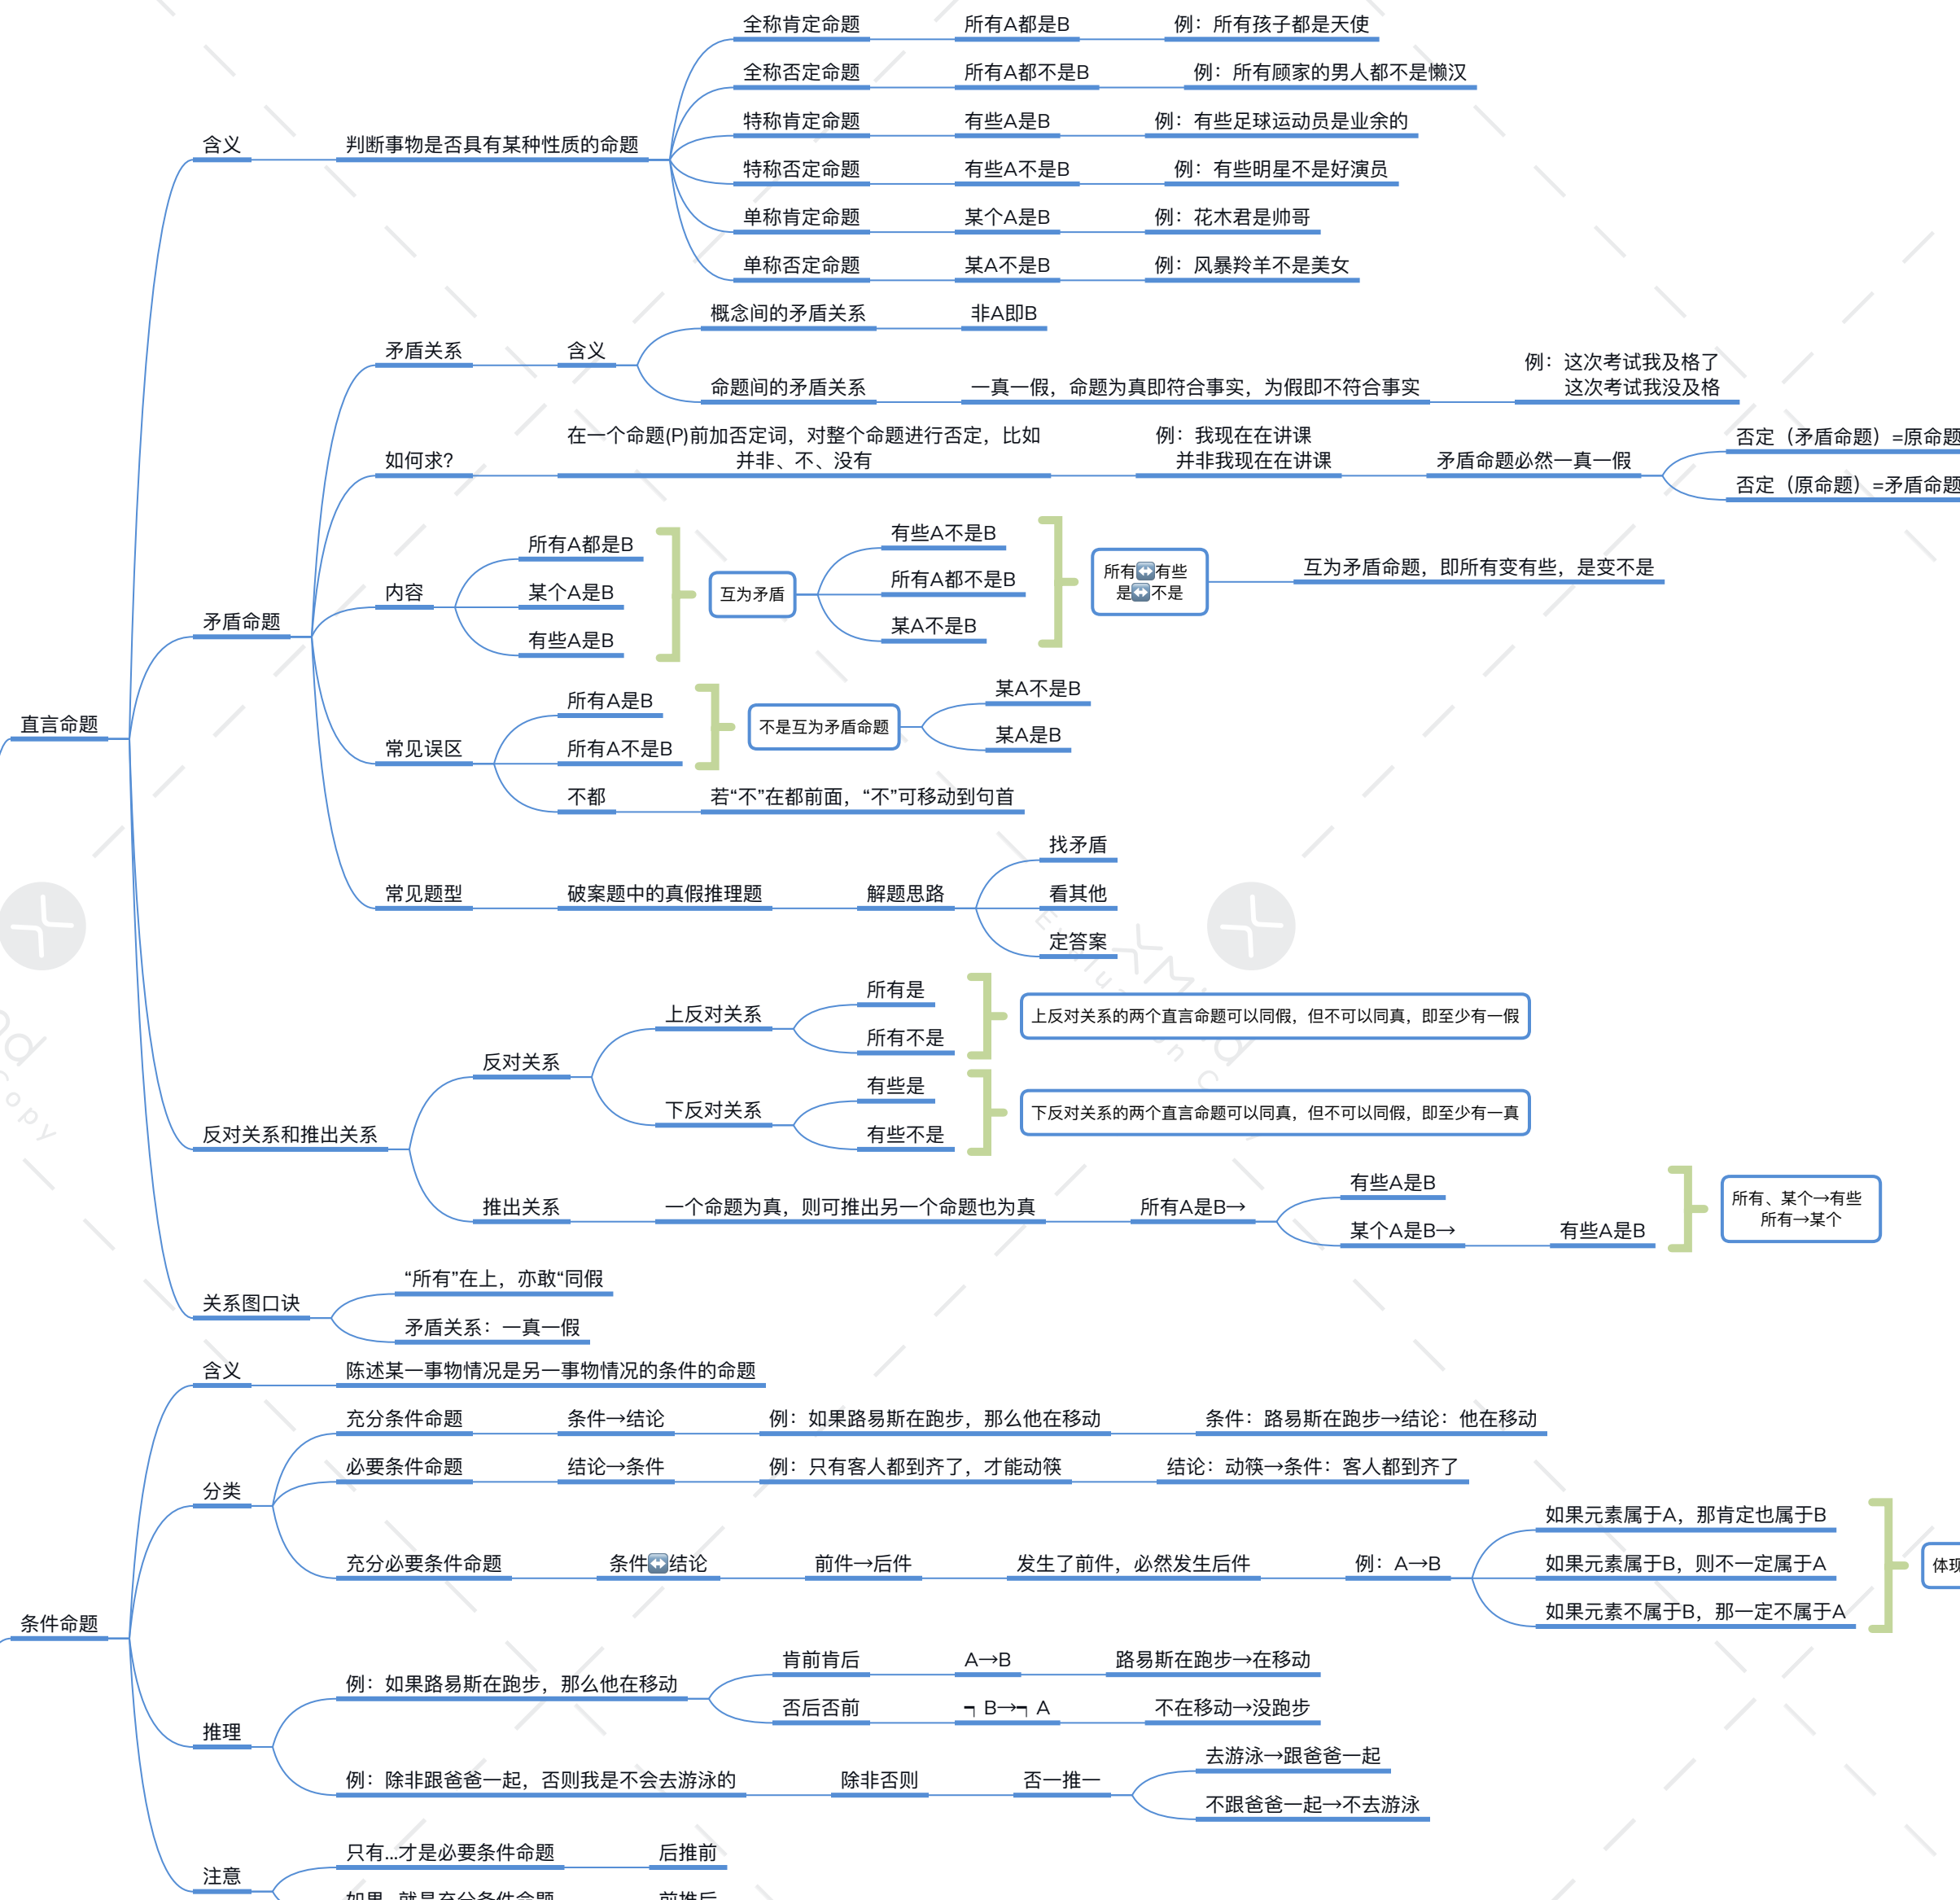 直言命题
含义
判断事物是否具有某种性质的命题
全称肯定命题
所有A都是B
例：所有孩子都是天使
全称否定命题
所有A都不是B
例：所有顾家的男人都不是懒汉
特称肯定命题
有些A是B
例：有些足球运动员是业余的
特称否定命题
有些A不是B
例：有些明星不是好演员
单称肯定命题
某个A是B
例：花木君是帅哥
单称否定命题
某A不是B
例：风暴羚羊不是美女
矛盾命题
矛盾关系
含义
概念间的矛盾关系
非A即B
命题间的矛盾关系
一真一假，命题为真即符合事实，为假即不符合事实
例：这次考试我及格了
这次考试我没及格
如何求？
在一个命题(P)前加否定词，对整个命题进行否定，比如
并非、不、没有
例：我现在在讲课
并非我现在在讲课
矛盾命题必然一真一假
否定（矛盾命题）=原命题
否定（原命题）=矛盾命题
内容
所有A都是B
某个A是B
有些A是B
互为矛盾
有些A不是B
所有A都不是B
某A不是B
所有↔️有些
是↔️不是
互为矛盾命题，即所有变有些，是变不是
常见误区
所有A是B
所有A不是B
不是互为矛盾命题
某A不是B
某A是B
不都
若“不”在都前面，“不”可移动到句首
常见题型
破案题中的真假推理题
解题思路
找矛盾
看其他
定答案
反对关系和推出关系
反对关系
上反对关系
所有是
所有不是
上反对关系的两个直言命题可以同假，但不可以同真，即至少有一假
下反对关系
有些是
有些不是
下反对关系的两个直言命题可以同真，但不可以同假，即至少有一真
推出关系
一个命题为真，则可推出另一个命题也为真
所有A是B→
有些A是B
某个A是B→
有些A是B
所有、某个→有些
所有→某个
关系图口诀
“所有”在上，亦敢“同假
矛盾关系：一真一假
条件命题
含义
陈述某一事物情况是另一事物情况的条件的命题
分类
充分条件命题
条件→结论
例：如果路易斯在跑步，那么他在移动
条件：路易斯在跑步→结论：他在移动
必要条件命题
结论→条件
例：只有客人都到齐了，才能动筷
结论：动筷→条件：客人都到齐了
充分必要条件命题
条件↔️结论
前件→后件
发生了前件，必然发生后件
例：A→B
如果元素属于A，那肯定也属于B
如果元素属于B，则不一定属于A
如果元素不属于B，那一定不属于A
体现
推理
例：如果路易斯在跑步，那么他在移动
肯前肯后
A→B
路易斯在跑步→在移动
否后否前
┓B→┓A
不在移动→没跑步
例：除非跟爸爸一起，否则我是不会去游泳的
除非否则
否一推一
去游泳→跟爸爸一起
不跟爸爸一起→不去游泳
注意
只有...才是必要条件命题
后推前